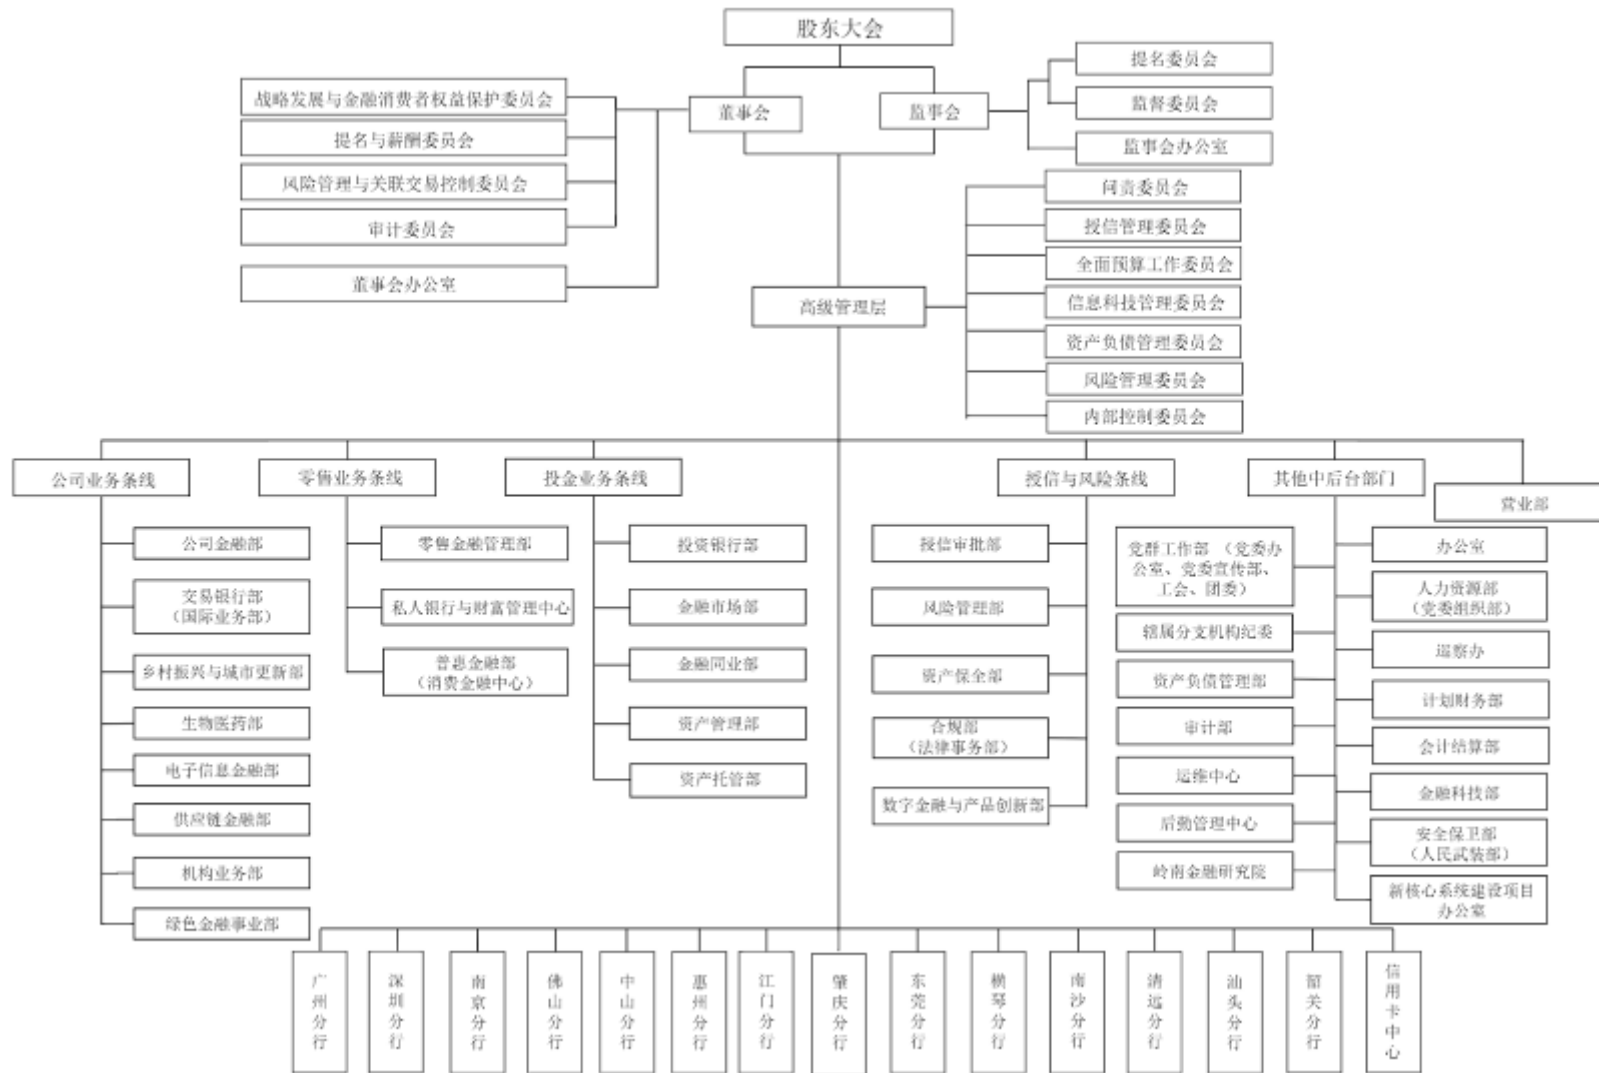 股东大会
董事会
监事会
战略发展与金融消费者权益保护委员会
提名与薪酬委员会
风险管理与关联交易控制委员会
审计委员会
董事会办公室
提名委员会
监督委员会
监事会办公室
高级管理层
问责委员会
授信管理委员会
全面预算工作委员会
信息科技管理委员会
资产负债管理委员会
风险管理委员会
内部控制委员会
公司业务条线
零售业务条线
投金业务条线
授信与风险条线
其他中后台部门
营业部
公司金融部
交易银行部
（国际业务部）
乡村振兴与城市更新部
生物医药部
电子信息金融部
供应链金融部
机构业务部
绿色金融事业部
零售金融管理部
私人银行与财富管理中心
普惠金融部
（消费金融中心）
投资银行部
金融市场部
金融同业部
资产管理部
资产托管部
授信审批部
风险管理部
资产保全部
合规部
（法律事务部）
数字金融与产品创新部
党群工作部 （党委办
公室、党委宣传部、
工会、团委）
辖属分支机构纪委
资产负债管理部
审计部
运维中心
后勤管理中心
岭南金融研究院
办公室
人力资源部
（党委组织部）
巡察办
计划财务部
会计结算部
金融科技部
安全保卫部
（人民武装部）
新核心系统建设项目
办公室
广州分行
深圳分行
南京分行
佛山分行
中山分行
惠州分行
江门分行
肇庆分行
东莞分行
横琴分行
南沙分行
清远分行
汕头分行
韶关分行
信用卡中心